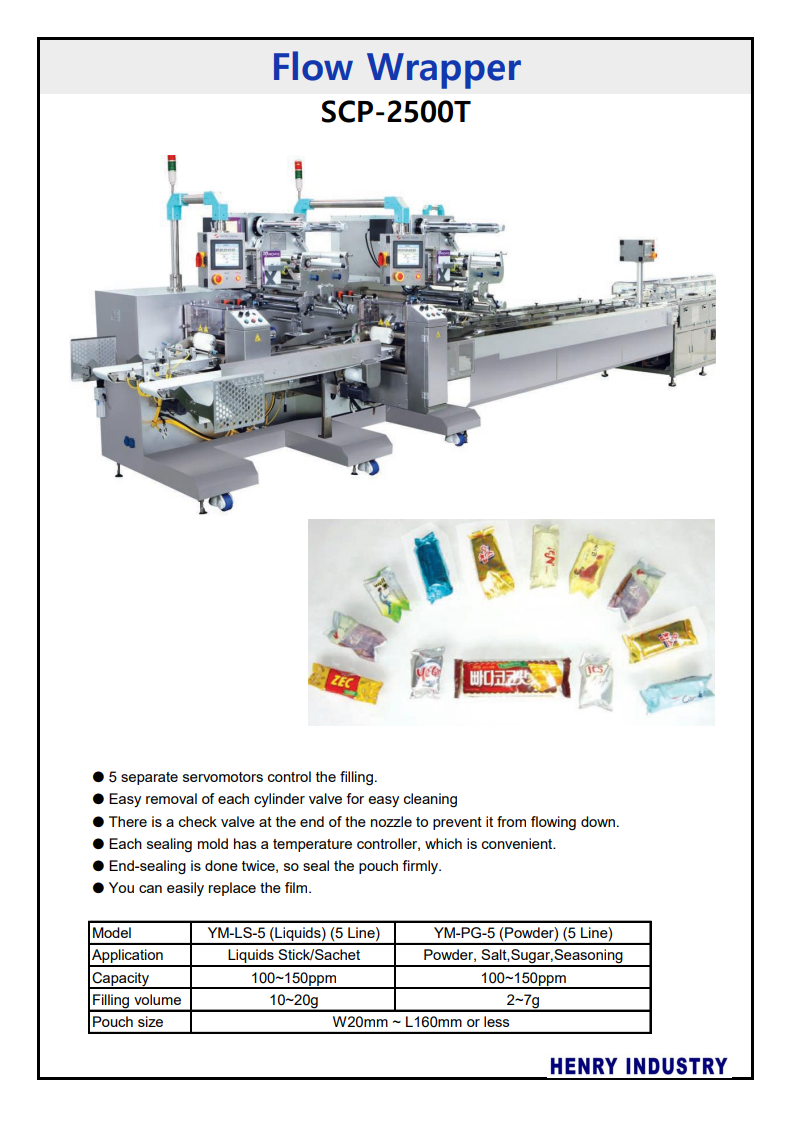 Flow Wrapper
SCP-2500T
ZEC
빠다코코낫
● 5 separate servomotors control the filling.
● Easy removal of each cylinder valve for easy cleaning
● There is a check valve at the end of the nozzle to prevent it from flowing down.
● Each sealing mold has a temperature controller, which is convenient.
● End-sealing is done twice, so seal the pouch firmly.
● You can easily replace the film.
Model YM-LS-5 (Liquids) (5 Line) YM-PG-5 (Powder) (5 Line)
Application Liquids Stick/Sachet Powder, Salt,Sugar,Seasoning
Capacity 100~150ppm 100~150ppm
Filling volume 10~20g 2~7g
Pouch size W20mm ~ L160mm or less
HENRY INDUSTRY